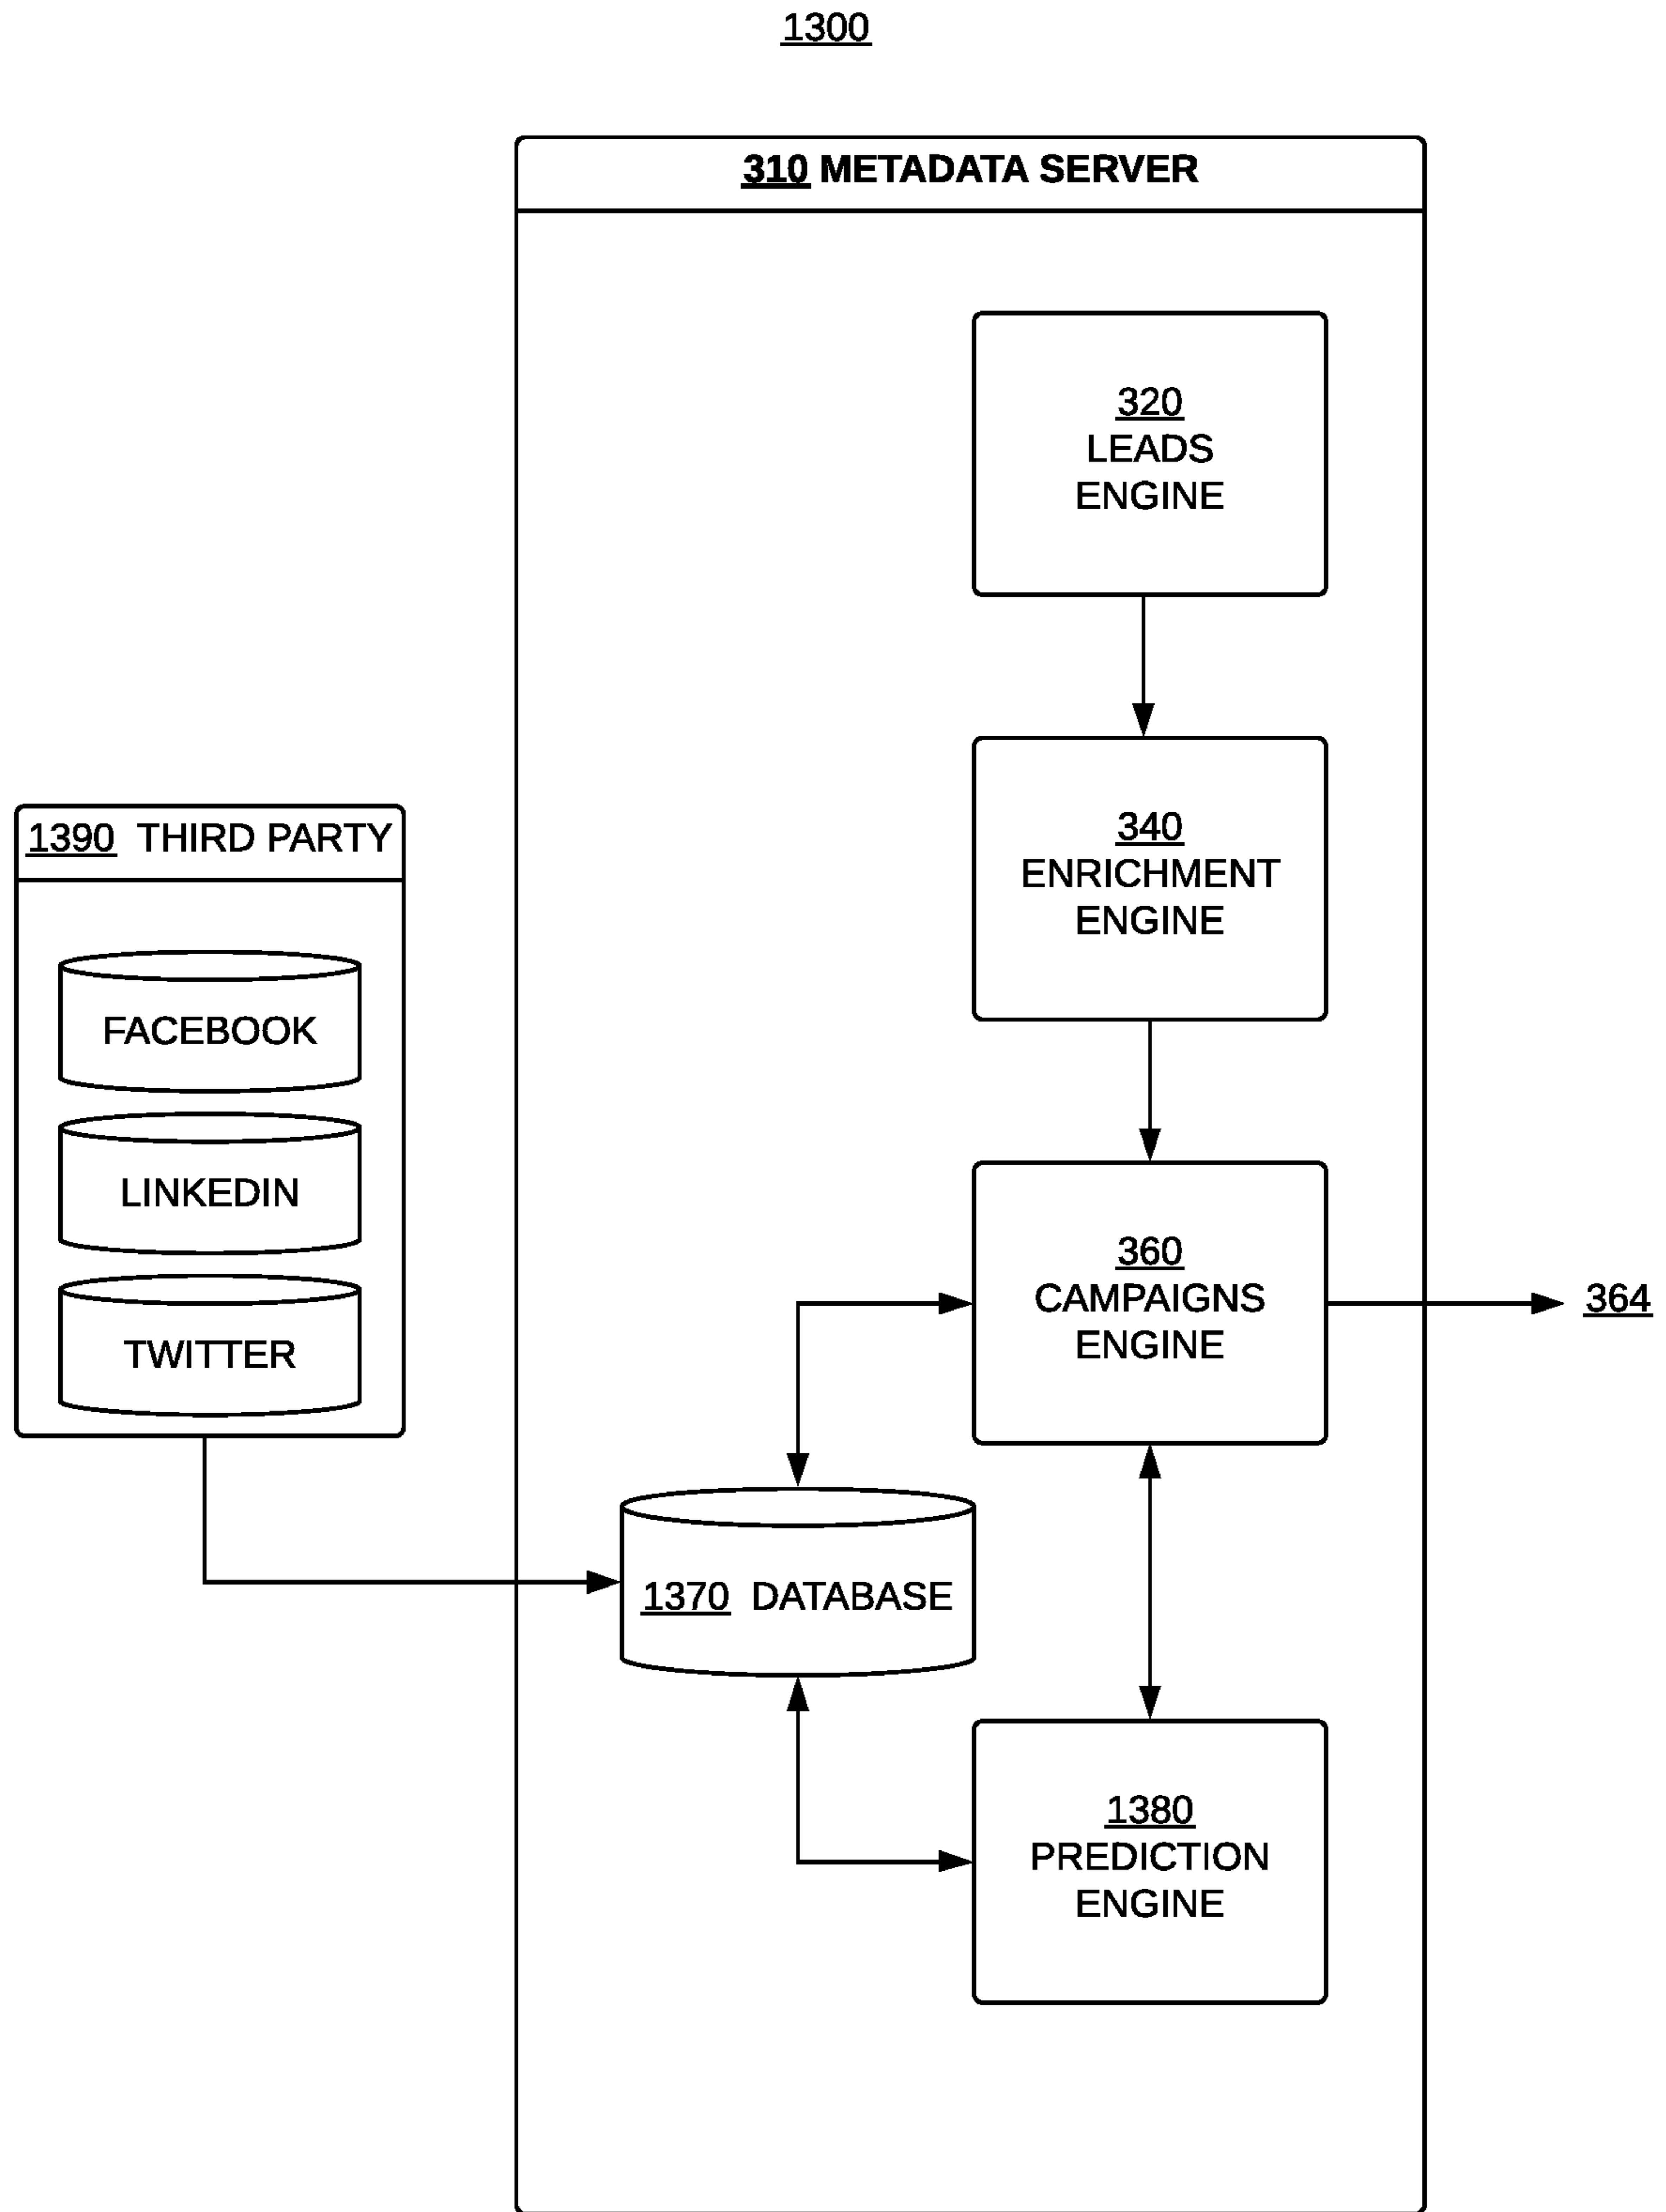 1300
310 METADATA SERVER
320
LEADS
ENGINE
340
ENRICHMENT
ENGINE
1390 THIRD PARTY
FACEBOOK
LINKEDIN
TWITTER
360
CAMPAIGNS
ENGINE
364
1370 DATABASE
1380
PREDICTION
ENGINE